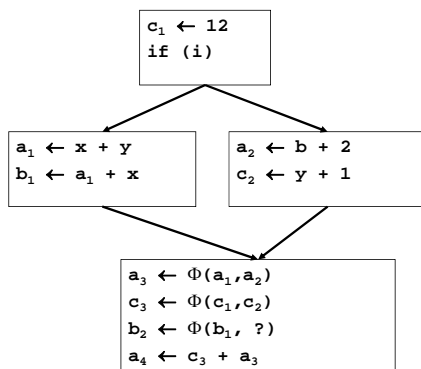 c₁ ← 12
if (i)
a₁ ← x + y
b₁ ← a₁ + x
a₂ ← b + 2
c₂ ← y + 1
a₃ ← Φ(a₁,a₂)
c₃ ← Φ(c₁,c₂)
b₂ ← Φ(b₁, ?)
a₄ ← c₃ + a₃